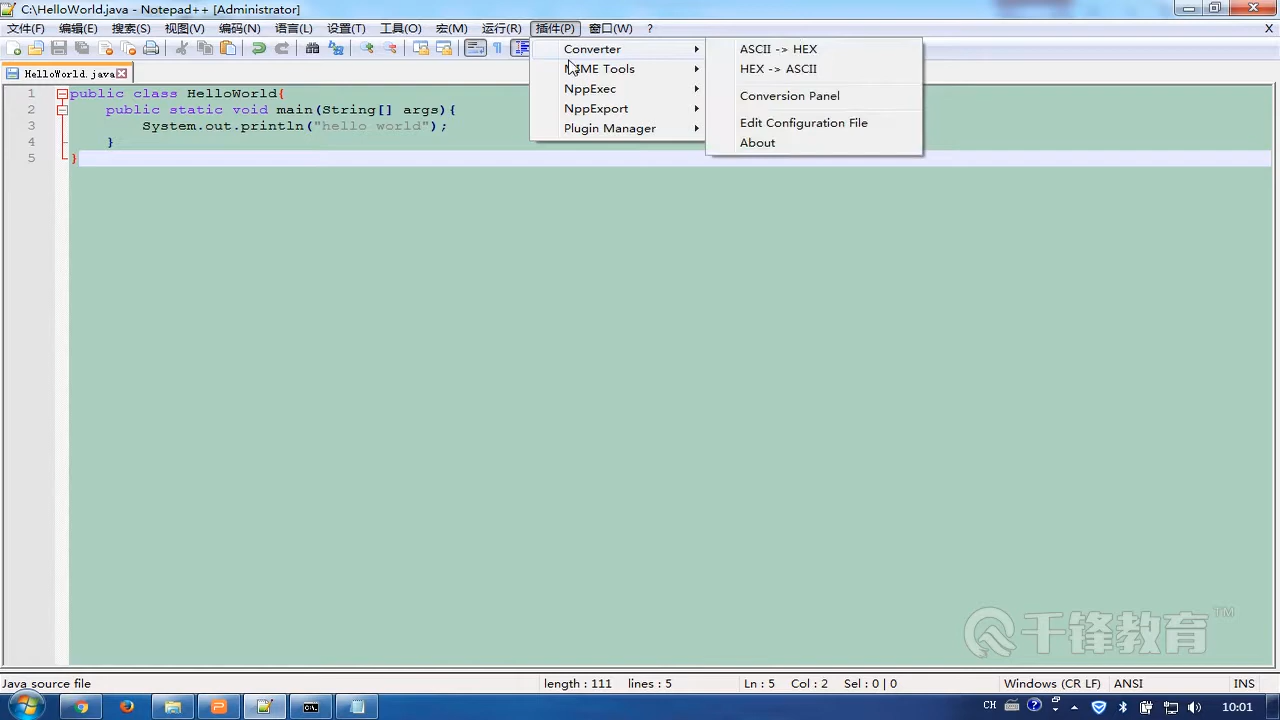 C:\HelloWorld.java - Notepad++ [Administrator]
文件(F) 编辑(E) 搜索(S) 视图(V) 编码(N) 语言(L) 设置(T) 工具(O) 宏(M) 运行(R) 插件(P) 窗口(W) ? X
HelloWorld.java
Converter
MIME Tools
NppExec
NppExport
Plugin Manager
ASCII -> HEX
HEX -> ASCII
Conversion Panel
Edit Configuration File
About
1 public class HelloWorld{
2 public static void main(String[] args){
3 System.out.println("hello world");
4 }
5 }
千锋教育 TM
Java source file length : 111 lines : 5 Ln : 5 Col : 2 Sel : 0 | 0 Windows (CR LF) ANSI INS
CH 10:01